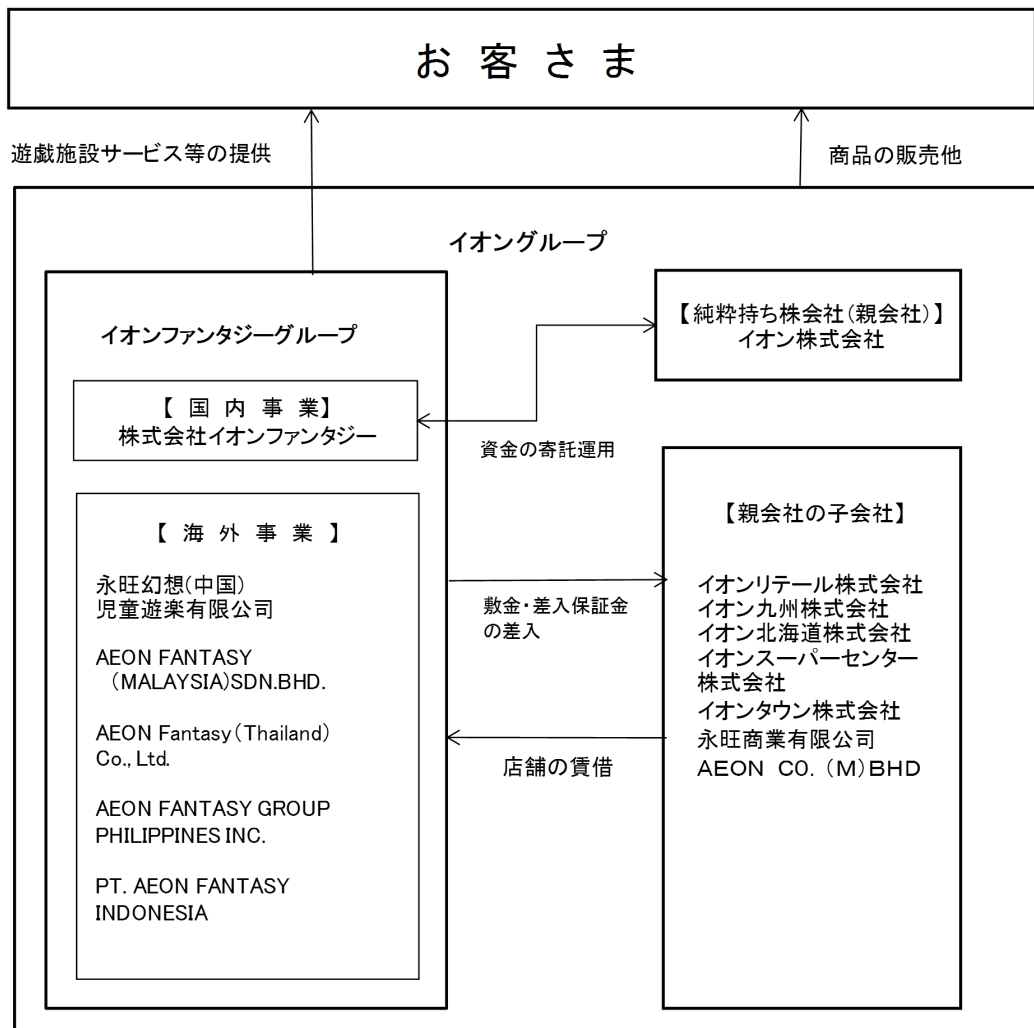 お 客 さ ま
遊戯施設サービス等の提供
商品の販売他
イオングループ
イオンファンタジーグループ
【 国 内 事 業】
株式会社イオンファンタジー
【 海 外 事 業 】
永旺幻想(中国)
児童遊楽有限公司
AEON FANTASY
(MALAYSIA)SDN.BHD.
AEON Fantasy(Thailand)
Co., Ltd.
AEON FANTASY GROUP
PHILIPPINES INC.
PT. AEON FANTASY
INDONESIA
【純粋持ち株会社(親会社)】
イオン株式会社
資金の寄託運用
敷金・差入保証金
の差入
店舗の賃借
【親会社の子会社】
イオンリテール株式会社
イオン九州株式会社
イオン北海道株式会社
イオンスーパーセンター
株式会社
イオンタウン株式会社
永旺商業有限公司
AEON CO. (M)BHD